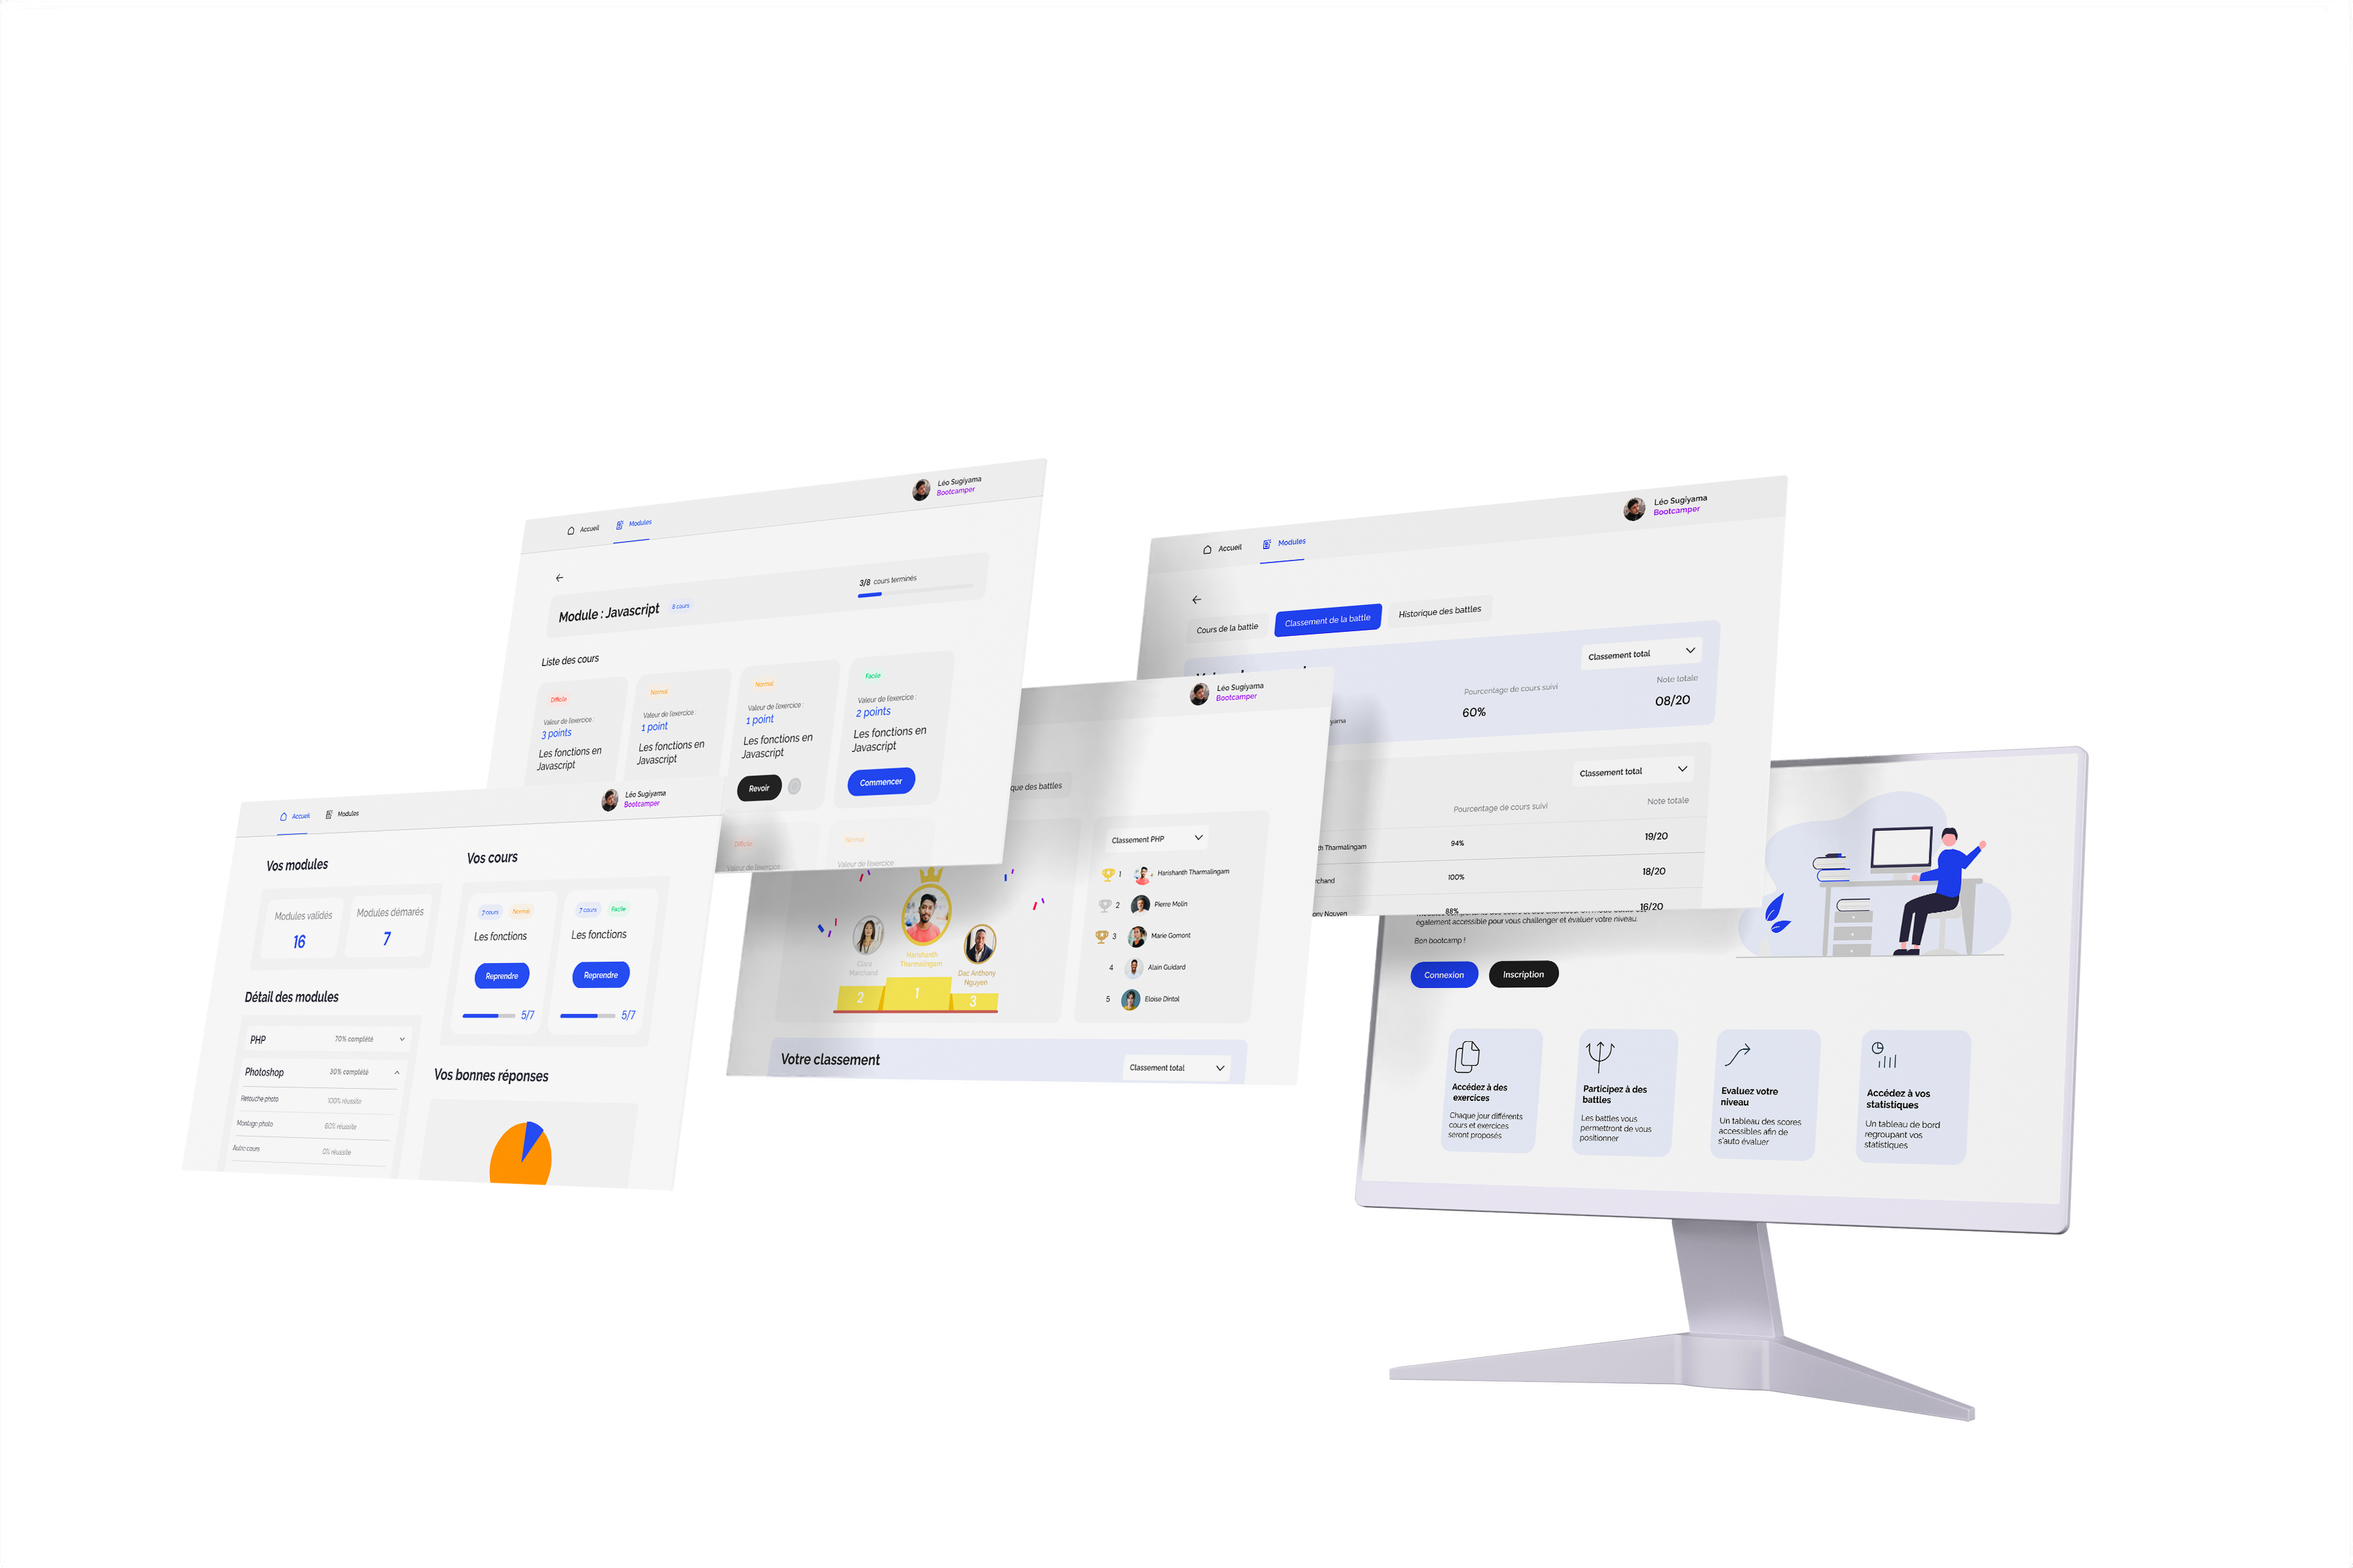 Accueil
Modules
Léo Sugiyama
Bootcamper
Module : Javascript
8 cours
3/8 cours terminés
Liste des cours
Difficile
Valeur de l'exercice :
3 points
Les fonctions en
Javascript
Normal
Valeur de l'exercice :
1 point
Les fonctions en
Javascript
Normal
Valeur de l'exercice :
1 point
Les fonctions en
Javascript
Revoir
Facile
Valeur de l'exercice :
2 points
Les fonctions en
Javascript
Commencer
Difficile
Valeur de l'exercice
Normal
Valeur de l'exercice
Accueil
Modules
Léo Sugiyama
Bootcamper
Vos modules
Modules validés
16
Modules démarés
7
Détail des modules
PHP
70% complété
Photoshop
30% complété
Retouche photo
100% réussite
Montage photo
60% réussite
Autre cours
0% réussite
Vos cours
7 cours
Normal
Les fonctions
Reprendre
5/7
7 cours
Facile
Les fonctions
Reprendre
5/7
Vos bonnes réponses
Léo Sugiyama
Bootcamper
que des battles
Clara
Marchand
Harishanth
Tharmalingam
Dac Anthony
Nguyen
2
1
3
Classement PHP
1 Harishanth Tharmalingam
2 Pierre Molin
3 Marie Gomont
4 Alain Guidard
5 Eloise Dintol
Votre classement
Classement total
Accueil
Modules
Léo Sugiyama
Bootcamper
Cours de la battle
Classement de la battle
Historique des battles
Classement total
Pourcentage de cours suivi
Note totale
yama
60%
08/20
Classement total
Pourcentage de cours suivi
Note totale
th Tharmalingam
94%
19/20
rchand
100%
18/20
ony Nguyen
88%
16/20
également accessible pour vous challenger et évaluer votre niveau.
Bon bootcamp !
Connexion
Inscription
Accédez à des
exercices
Chaque jour différents
cours et exercices
seront proposés
Participez à des
battles
Les battles vous
permettront de vous
positionner
Evaluez votre
niveau
Un tableau des scores
accessibles afin de
s'auto évaluer
Accédez à vos
statistiques
Un tableau de bord
regroupant vos
statistiques